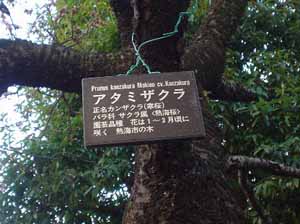 Prunus kanzakura Makino cv. Kanzakura
アタミザクラ
正名カンザクラ(寒桜)
バラ科 サクラ属 (熱海桜)
園芸品種 花は1~3月頃に
咲く 熱海市の木